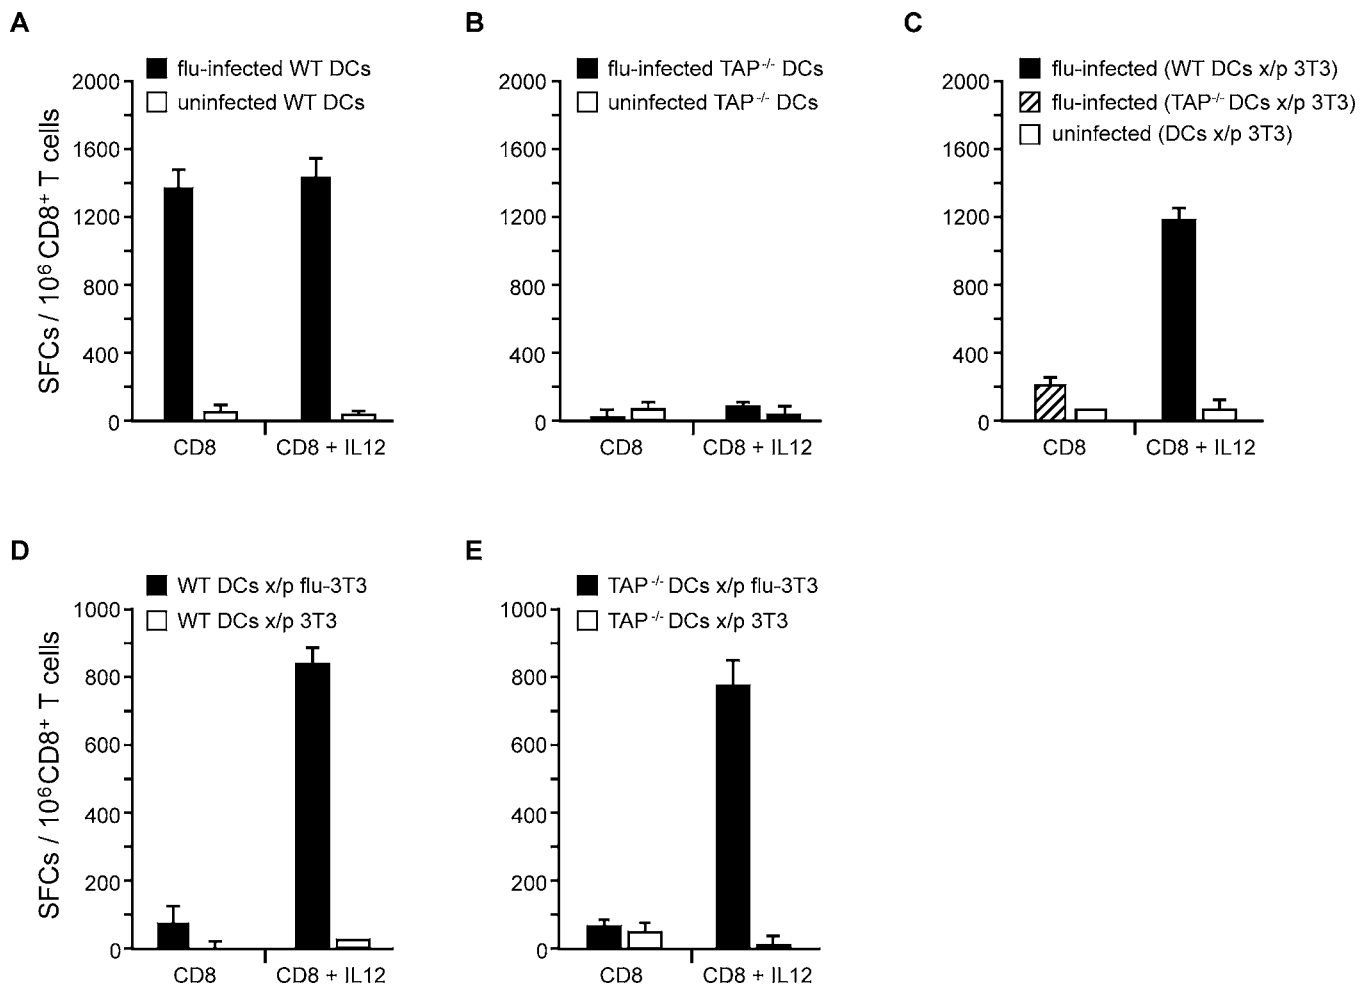 A
flu-infected WT DCs
uninfected WT DCs
SFCs / 10⁶ CD8⁺ T cells
2000
1600
1200
800
400
0
CD8
CD8 + IL12
B
flu-infected TAP⁻/⁻ DCs
uninfected TAP⁻/⁻ DCs
2000
1600
1200
800
400
0
CD8
CD8 + IL12
C
flu-infected (WT DCs x/p 3T3)
flu-infected (TAP⁻/⁻ DCs x/p 3T3)
uninfected (DCs x/p 3T3)
2000
1600
1200
800
400
0
CD8
CD8 + IL12
D
WT DCs x/p flu-3T3
WT DCs x/p 3T3
SFCs / 10⁶CD8⁺ T cells
1000
800
600
400
200
0
CD8
CD8 + IL12
E
TAP⁻/⁻ DCs x/p flu-3T3
TAP⁻/⁻ DCs x/p 3T3
1000
800
600
400
200
0
CD8
CD8 + IL12